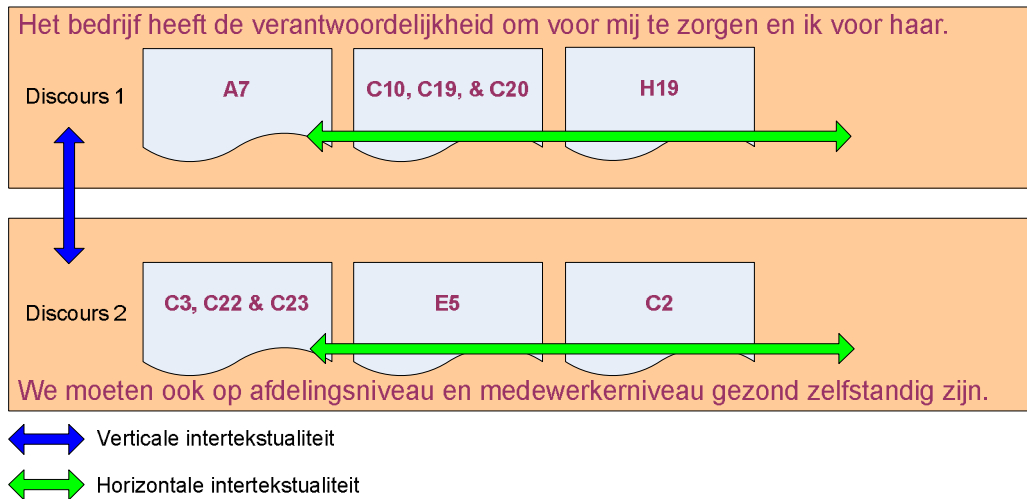 Het bedrijf heeft de verantwoordelijkheid om voor mij te zorgen en ik voor haar.
A7
C10, C19, & C20
H19
Discours 1
C3, C22 & C23
E5
C2
Discours 2
We moeten ook op afdelingsniveau en medewerkerniveau gezond zelfstandig zijn.
Verticale intertekstualiteit
Horizontale intertekstualiteit